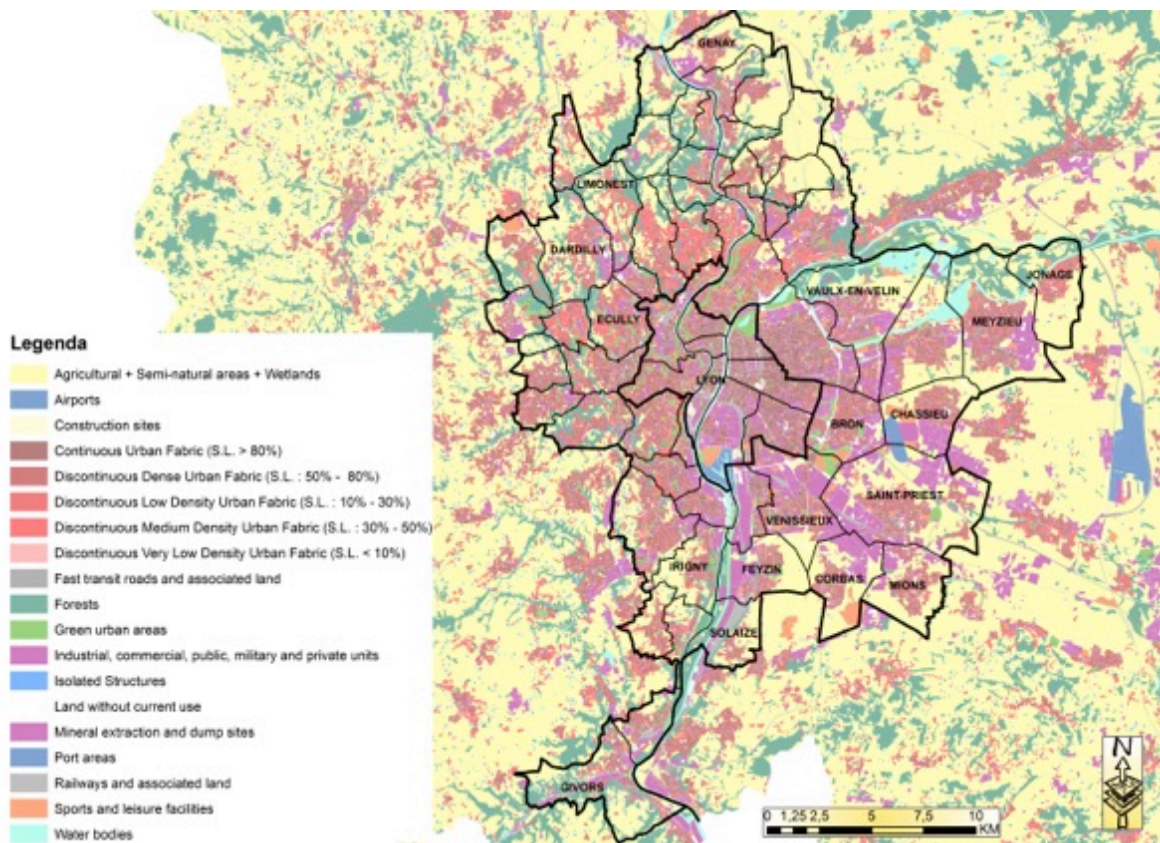 GENAY
LIMONEST
DARDILLY
ECULLY
VAULX-EN-VELIN
JONAGE
MEYZIEU
LYON
BRON
CHASSIEU
SAINT-PRIEST
VENISSIEUX
IRIGNY
FEYZIN
CORBAS
MIONS
SOLAIZE
GIVORS
Legenda
Agricultural + Semi-natural areas + Wetlands
Airports
Construction sites
Continuous Urban Fabric (S.L. > 80%)
Discontinuous Dense Urban Fabric (S.L. : 50% - 80%)
Discontinuous Low Density Urban Fabric (S.L. : 10% - 30%)
Discontinuous Medium Density Urban Fabric (S.L. : 30% - 50%)
Discontinuous Very Low Density Urban Fabric (S.L. < 10%)
Fast transit roads and associated land
Forests
Green urban areas
Industrial, commercial, public, military and private units
Isolated Structures
Land without current use
Mineral extraction and dump sites
Port areas
Railways and associated land
Sports and leisure facilities
Water bodies
N
0 1,25 2,5 5 7,5 10
KM